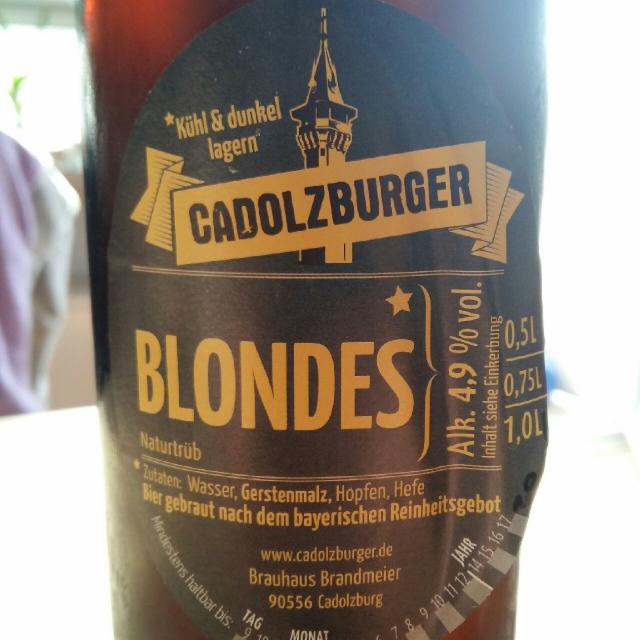 *Kühl & dunkel
lagern
CADOLZBURGER
BLONDES
Naturtrüb
Alk. 4,9 % vol.
Inhalt siehe Einkerbung
0,5L
0,75L
1,0L
* Zutaten: Wasser, Gerstenmalz, Hopfen, Hefe
Bier gebraut nach dem bayerischen Reinheitsgebot
www.cadolzburger.de
Brauhaus Brandmeier
90556 Cadolzburg
Mindestens haltbar bis:
TAG
MONAT
JAHR
7 8 9 10 11 12 14 15 16 17